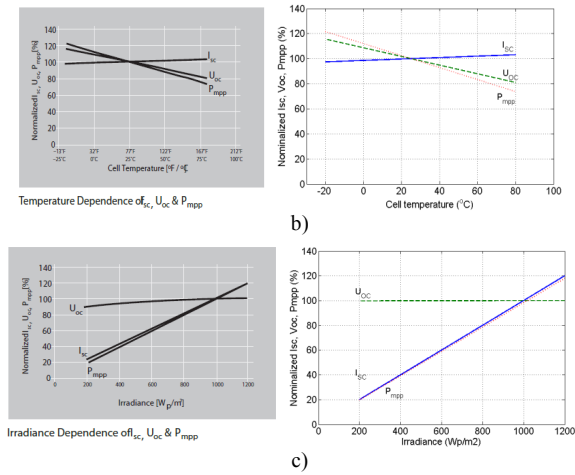 140
120
100
80
60
40
20
0
Normalized Isc, Uoc, Pmpp[%]
Isc
Uoc
Pmpp
−13°F 32°F 77°F 122°F 167°F 212°F
−25°C 0°C 25°C 50°C 75°C 100°C
Cell Temperature [°F / °C]
Temperature Dependence of Isc, Uoc & Pmpp
140
120
100
80
60
40
20
0
Nominalized Isc, Voc, Pmpp (%)
ISC
UOC
Pmpp
-20 0 20 40 60 80 100
Cell temperature (°C)
b)
140
120
100
80
60
40
20
0
Normalized Isc, Uoc, Pmpp[%]
Uoc
Isc
Pmpp
0 200 400 600 800 1000 1200
Irradiance [Wp/m²]
Irradiance Dependence of Isc, Uoc & Pmpp
140
120
100
80
60
40
20
0
Nominalized Isc, Voc, Pmpp (%)
UOC
ISC
Pmpp
0 200 400 600 800 1000 1200
Irradiance (Wp/m2)
c)